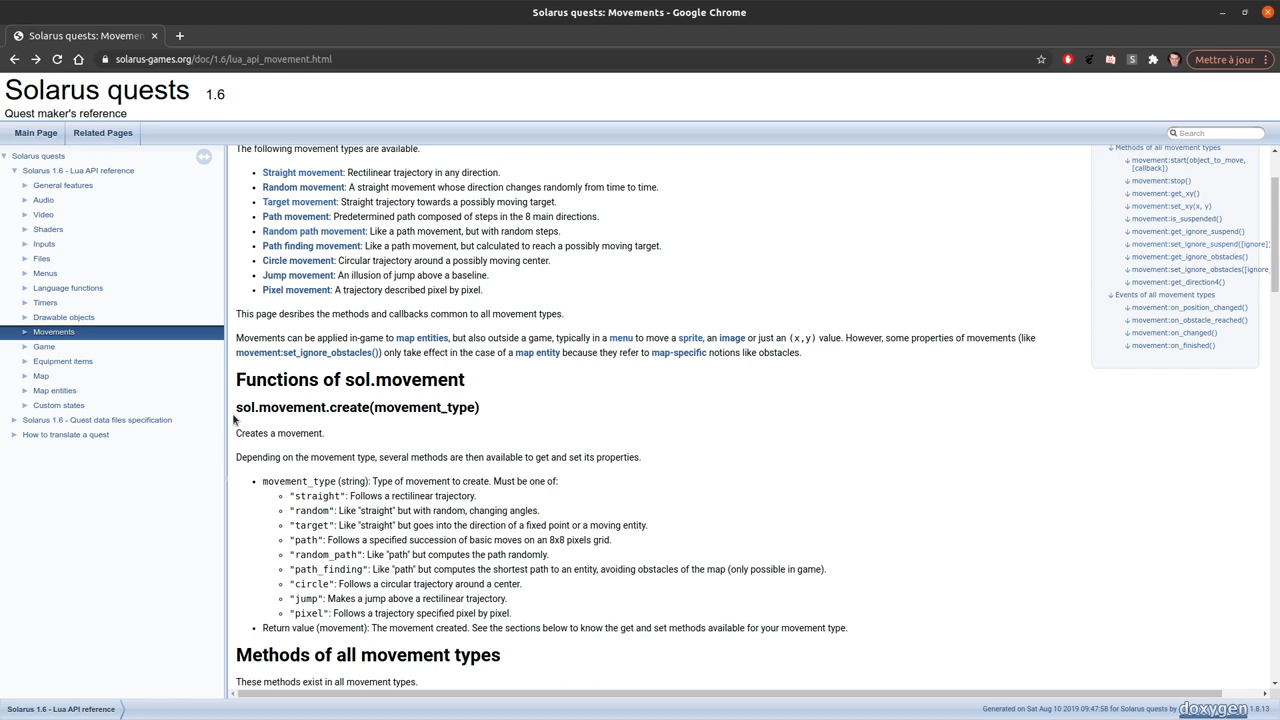 Solarus quests: Movements - Google Chrome
Solarus quests: Movemen
solarus-games.org/doc/1.6/lua_api_movement.html
Mettre à jour
Solarus quests 1.6
Quest maker's reference
Main Page
Related Pages
Search
Solarus quests
Solarus 1.6 - Lua API reference
General features
Audio
Video
Shaders
Inputs
Files
Menus
Language functions
Timers
Drawable objects
Movements
Game
Equipment items
Map
Map entities
Custom states
Solarus 1.6 - Quest data files specification
How to translate a quest
The following movement types are available.
Straight movement: Rectilinear trajectory in any direction.
Random movement: A straight movement whose direction changes randomly from time to time.
Target movement: Straight trajectory towards a possibly moving target.
Path movement: Predetermined path composed of steps in the 8 main directions.
Random path movement: Like a path movement, but with random steps.
Path finding movement: Like a path movement, but calculated to reach a possibly moving target.
Circle movement: Circular trajectory around a possibly moving center.
Jump movement: An illusion of jump above a baseline.
Pixel movement: A trajectory described pixel by pixel.
This page desribes the methods and callbacks common to all movement types.
Movements can be applied in-game to map entities, but also outside a game, typically in a menu to move a sprite, an image or just an (x,y) value. However, some properties of movements (like
movement:set_ignore_obstacles()) only take effect in the case of a map entity because they refer to map-specific notions like obstacles.
Functions of sol.movement
sol.movement.create(movement_type)
Creates a movement.
Depending on the movement type, several methods are then available to get and set its properties.
movement_type (string): Type of movement to create. Must be one of:
"straight": Follows a rectilinear trajectory.
"random": Like "straight" but with random, changing angles.
"target": Like "straight" but goes into the direction of a fixed point or a moving entity.
"path": Follows a specified succession of basic moves on an 8x8 pixels grid.
"random_path": Like "path" but computes the path randomly.
"path_finding": Like "path" but computes the shortest path to an entity, avoiding obstacles of the map (only possible in game).
"circle": Follows a circular trajectory around a center.
"jump": Makes a jump above a rectilinear trajectory.
"pixel": Follows a trajectory specified pixel by pixel.
Return value (movement): The movement created. See the sections below to know the get and set methods available for your movement type.
Methods of all movement types
These methods exist in all movement types.
Methods of all movement types
movement:start(object_to_move,
[callback])
movement:stop()
movement:get_xy()
movement:set_xy(x, y)
movement:is_suspended()
movement:get_ignore_suspend()
movement:set_ignore_suspend([ignore])
movement:get_ignore_obstacles()
movement:set_ignore_obstacles([ignore
movement:get_direction4()
Events of all movement types
movement:on_position_changed()
movement:on_obstacle_reached()
movement:on_changed()
movement:on_finished()
Solarus 1.6 - Lua API reference
Generated on Sat Aug 10 2019 09:47:58 for Solarus quests by doxygen 1.8.13